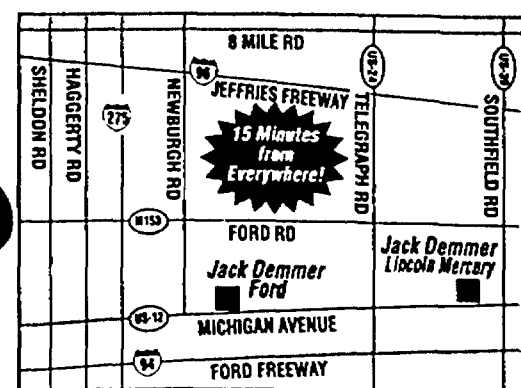 8 MILE RD
US-24
96
JEFFRIES FREEWAY
SHELDON RD
HAGGERTY RD
275
NEWBURGH RD
TELEGRAPH RD
SOUTHFIELD RD
15 Minutes
from
Everywhere!
M153
FORD RD
Jack Demmer
Ford
Jack Demmer
Lincoln Mercury
US-12
MICHIGAN AVENUE
94
FORD FREEWAY